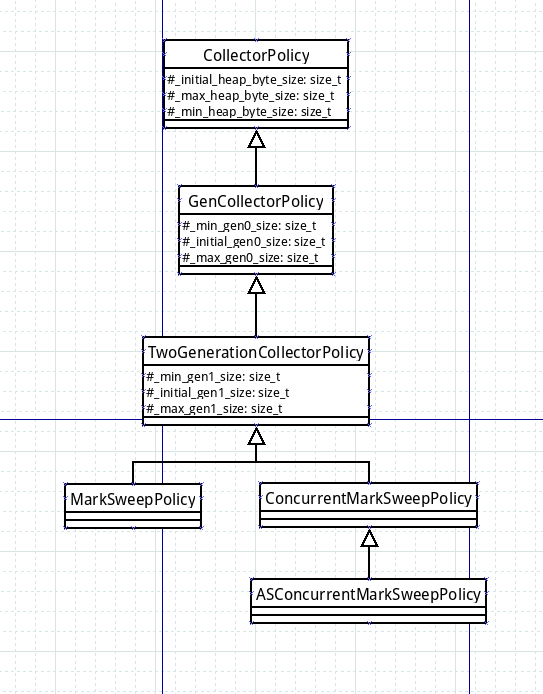 CollectorPolicy
#_initial_heap_byte_size: size_t
#_max_heap_byte_size: size_t
#_min_heap_byte_size: size_t
GenCollectorPolicy
#_min_gen0_size: size_t
#_initial_gen0_size: size_t
#_max_gen0_size: size_t
TwoGenerationCollectorPolicy
#_min_gen1_size: size_t
#_initial_gen1_size: size_t
#_max_gen1_size: size_t
MarkSweepPolicy
ConcurrentMarkSweepPolicy
ASConcurrentMarkSweepPolicy